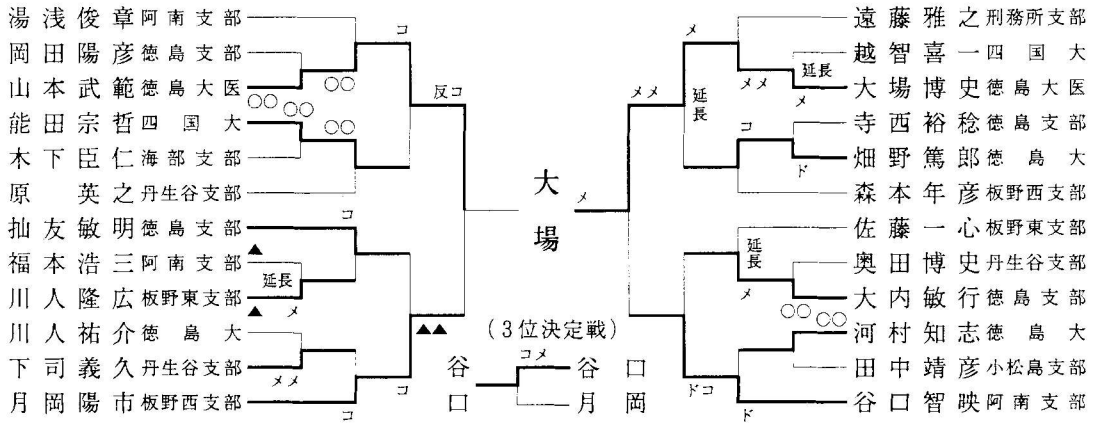 湯浅俊章 阿南支部
岡田陽彦 徳島支部
山本武範 徳島大医
能田宗哲 四国大
木下臣仁 海部支部
原英之 丹生谷支部
抽友敏明 徳島支部
福本浩三 阿南支部
川人隆広 板野東支部
川人祐介 徳島大
下司義久 丹生谷支部
月岡陽市 板野西支部
コ
○○
○○ ○○
○○
反コ
コ
▲
延長
▲ メ
▲▲
メメ
コ
コ
大場
メ
(3位決定戦)
谷口
コメ
谷口
月岡
メ
延長
メメ
メ
メメ
延長
コ
ド
延長
メ
○○ ○○
ドコ
ド
遠藤雅之 刑務所支部
越智喜一 四国大
大場博史 徳島大医
寺西裕稔 徳島支部
畑野篤郎 徳島大
森本年彦 板野西支部
佐藤一心 板野東支部
奥田博史 丹生谷支部
大内敏行 徳島支部
河村知志 徳島大
田中靖彦 小松島支部
谷口智映 阿南支部